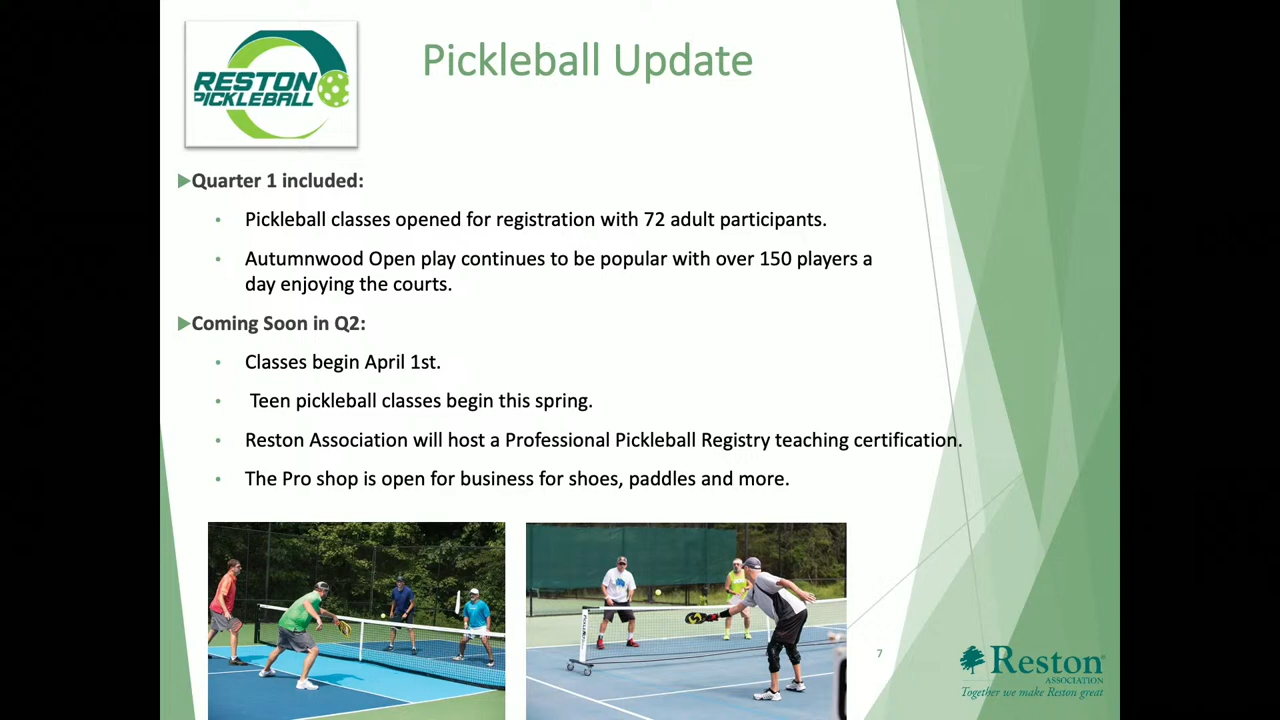 RESTON
PICKLEBALL
Pickleball Update
Quarter 1 included:
Pickleball classes opened for registration with 72 adult participants.
Autumnwood Open play continues to be popular with over 150 players a
day enjoying the courts.
Coming Soon in Q2:
Classes begin April 1st.
Teen pickleball classes begin this spring.
Reston Association will host a Professional Pickleball Registry teaching certification.
The Pro shop is open for business for shoes, paddles and more.
7
Reston
ASSOCIATION
Together we make Reston great